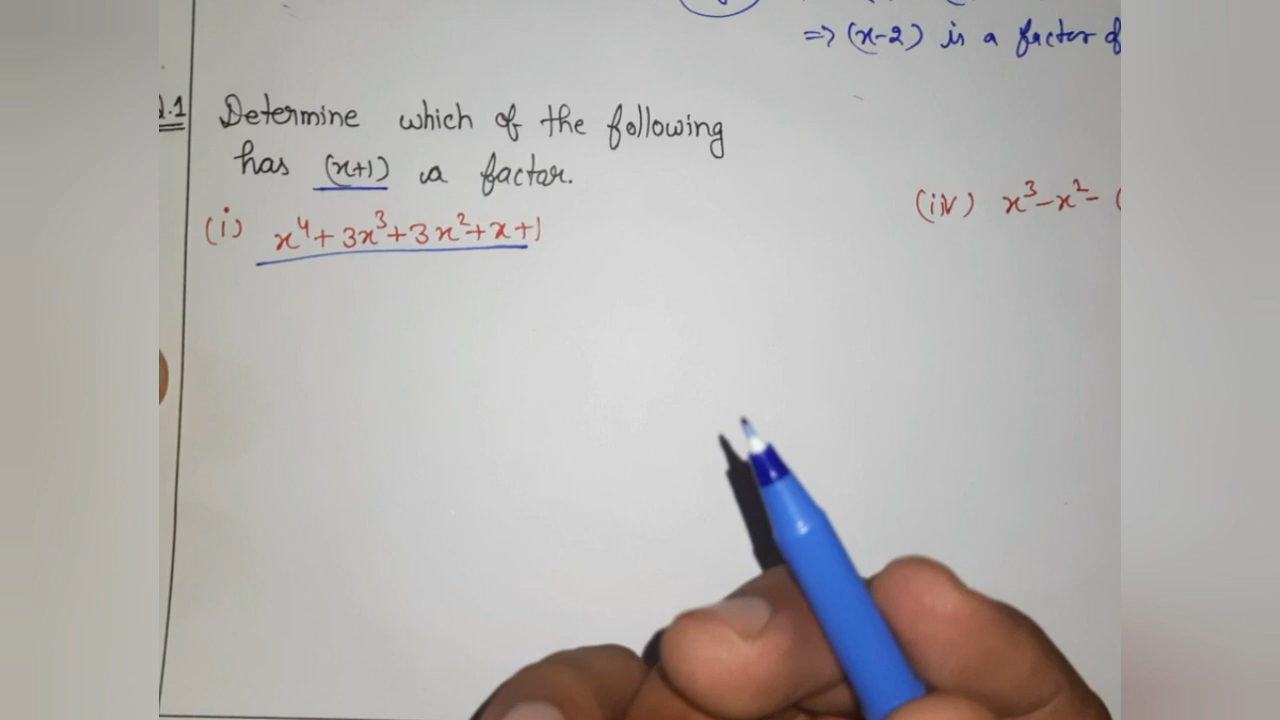 => (x-2) is a factor of
Q.1 Determine which of the following
has (x+1) a factor.
(i) x⁴+3x³+3x²+x+1
(iv) x³-x²-(